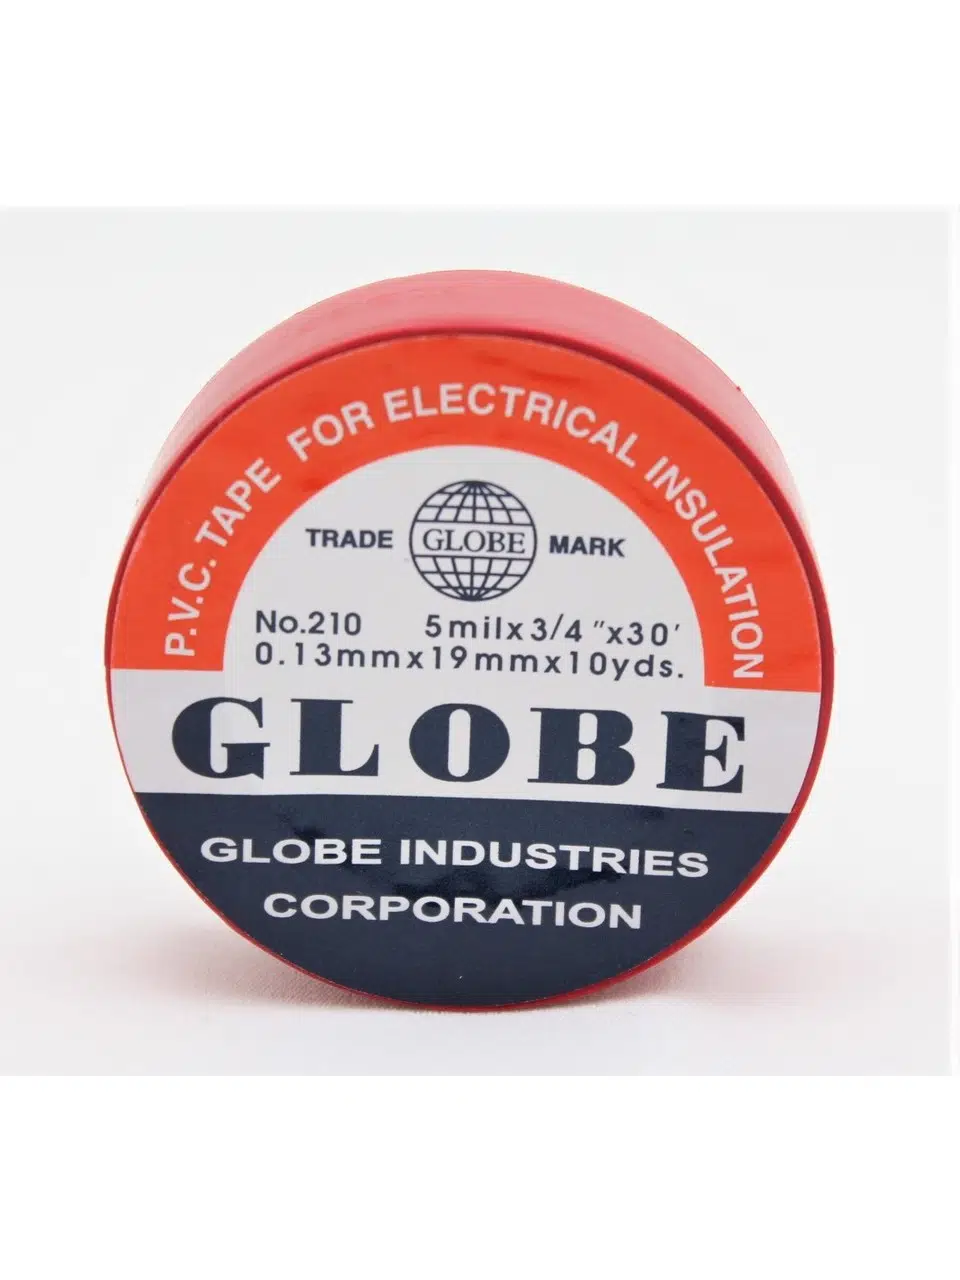 P.V.C. TAPE FOR ELECTRICAL INSULATION
TRADE GLOBE MARK
No.210 5milx3/4"x30'
0.13mmx19mmx10yds.
GLOBE
GLOBE INDUSTRIES
CORPORATION